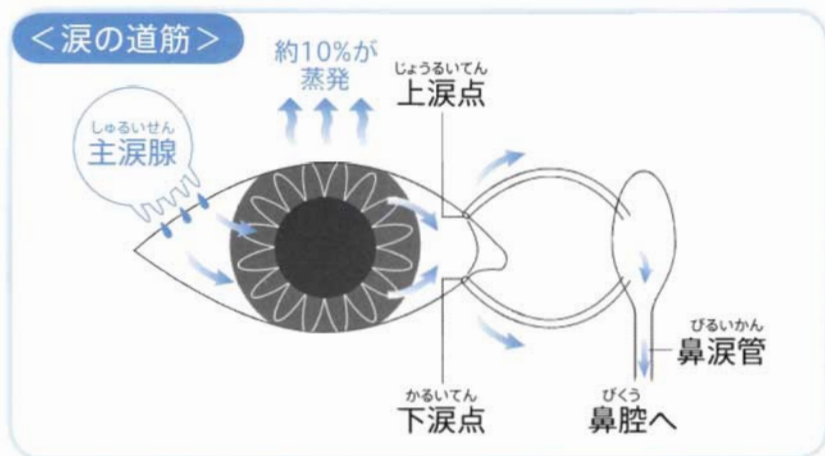 ＜涙の道筋＞
約10%が
蒸発
じょうるいてん
上涙点
しゅるいせん
主涙腺
びるいかん
鼻涙管
かるいてん
下涙点
びくう
鼻腔へ